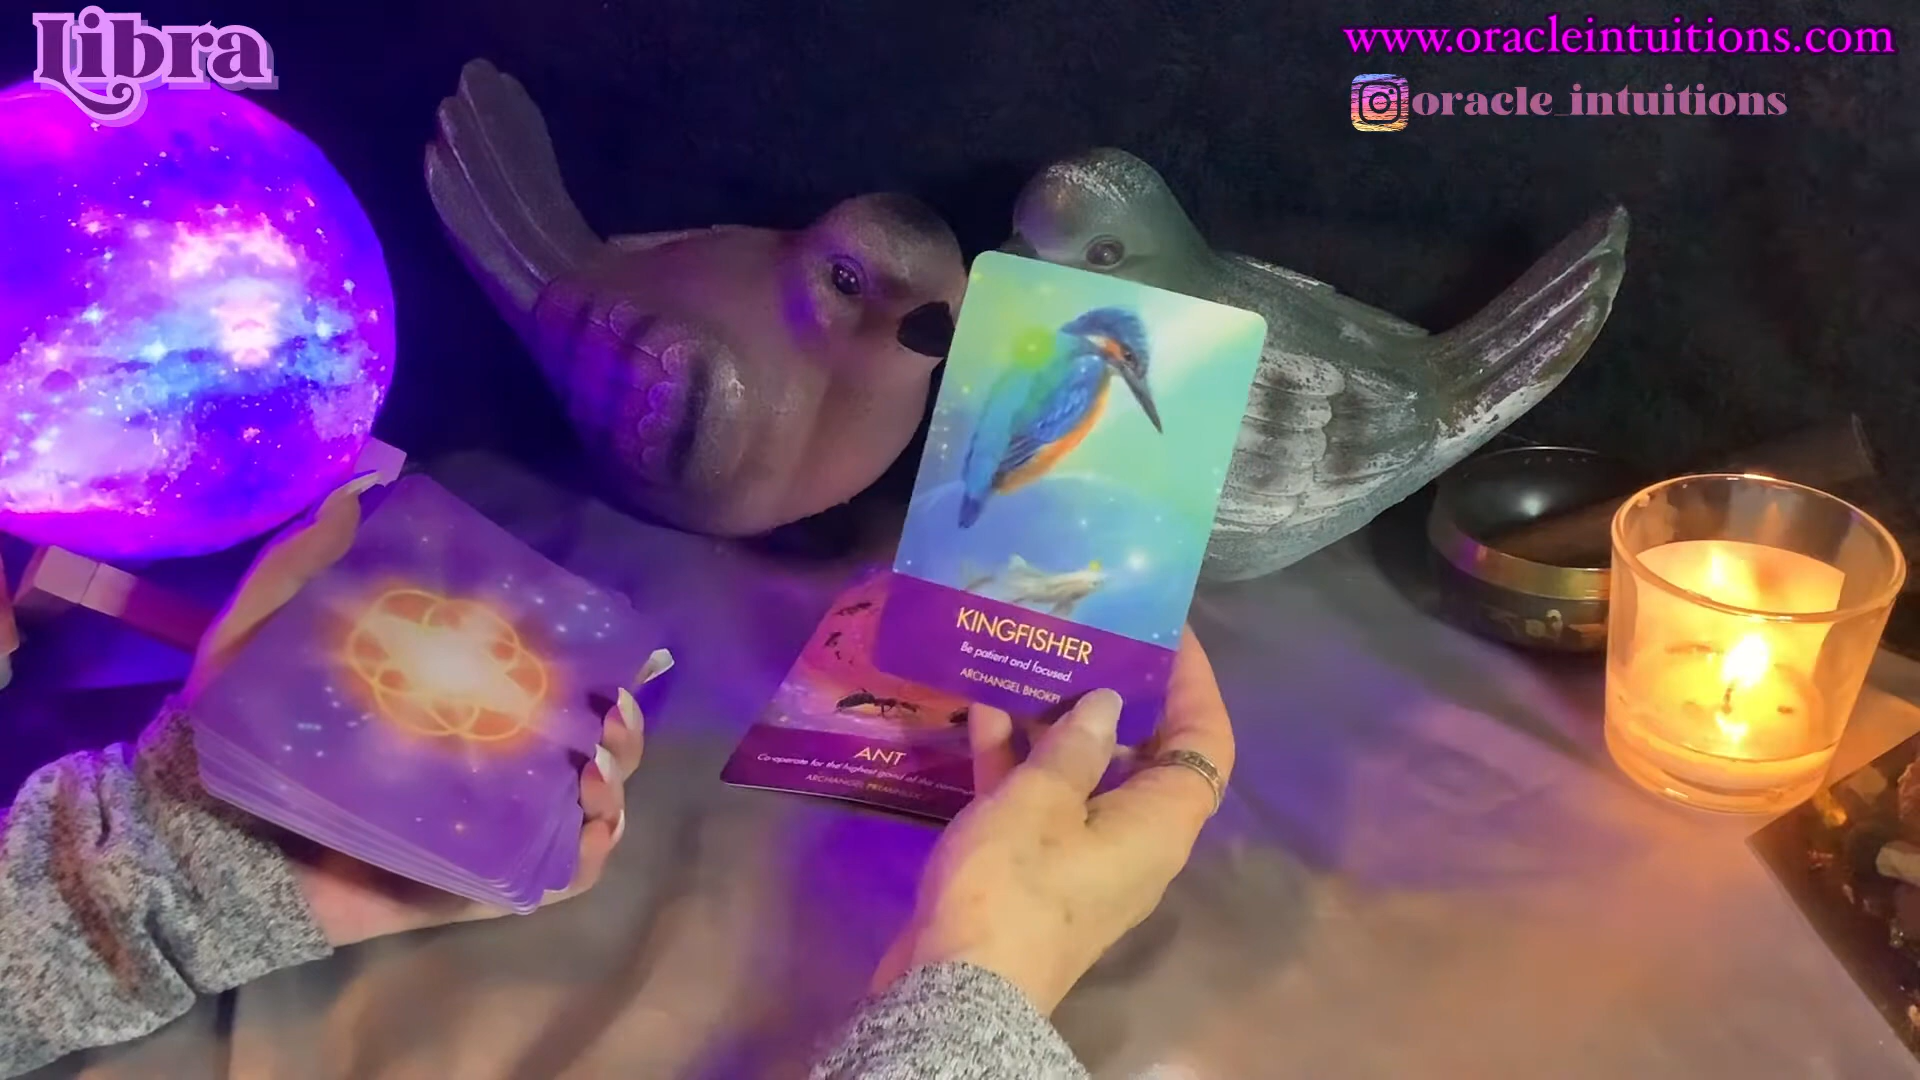 Libra
www.oracleintuitions.com
oracle_intuitions
KINGFISHER
Be patient and focused.
ARCHANGEL BHOKPI
ANT
Co-operate for the highest good of the
ARCHANGEL